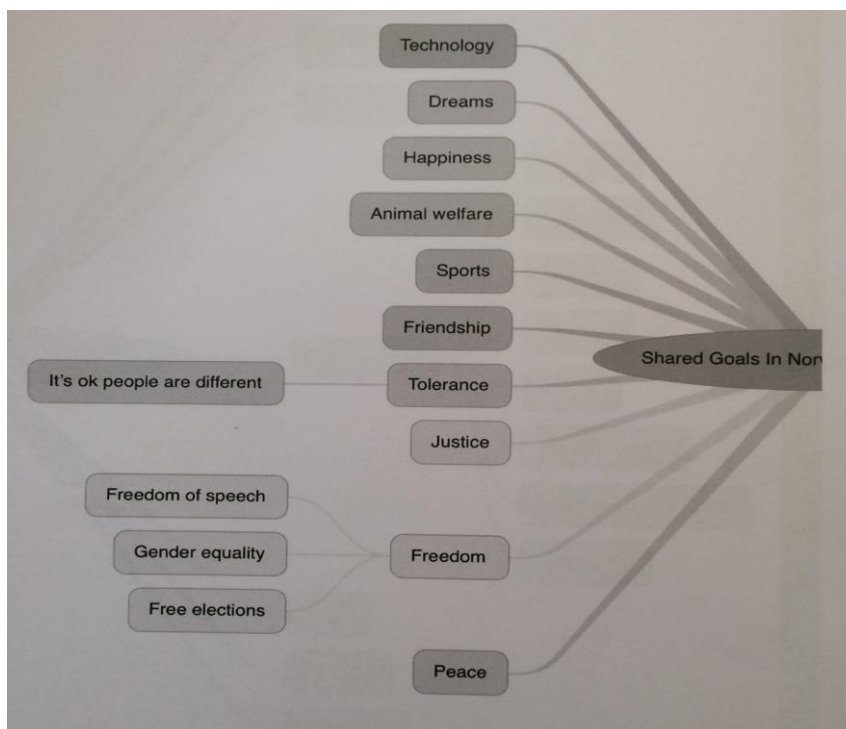 Technology
Dreams
Happiness
Animal welfare
Sports
Friendship
Shared Goals In Nor
It's ok people are different
Tolerance
Justice
Freedom of speech
Gender equality
Freedom
Free elections
Peace